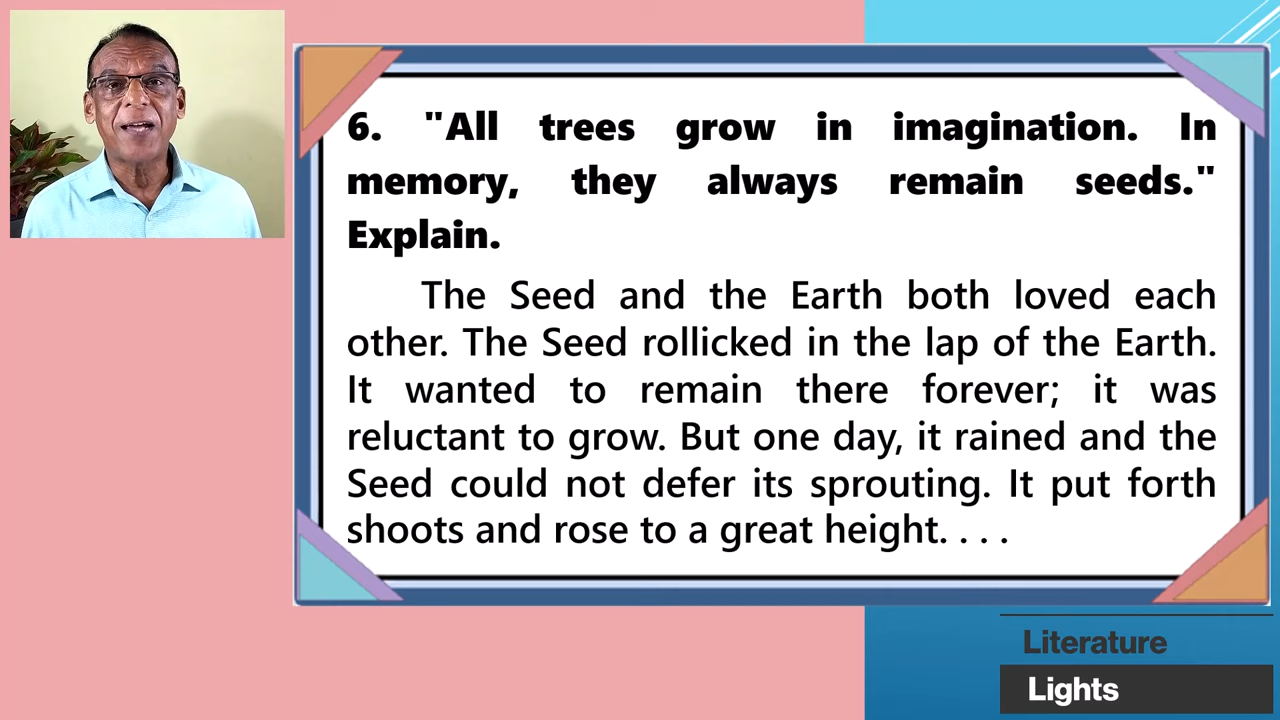 6. "All trees grow in imagination. In
memory, they always remain seeds."
Explain.
The Seed and the Earth both loved each
other. The Seed rollicked in the lap of the Earth.
It wanted to remain there forever; it was
reluctant to grow. But one day, it rained and the
Seed could not defer its sprouting. It put forth
shoots and rose to a great height. . . .
Literature
Lights